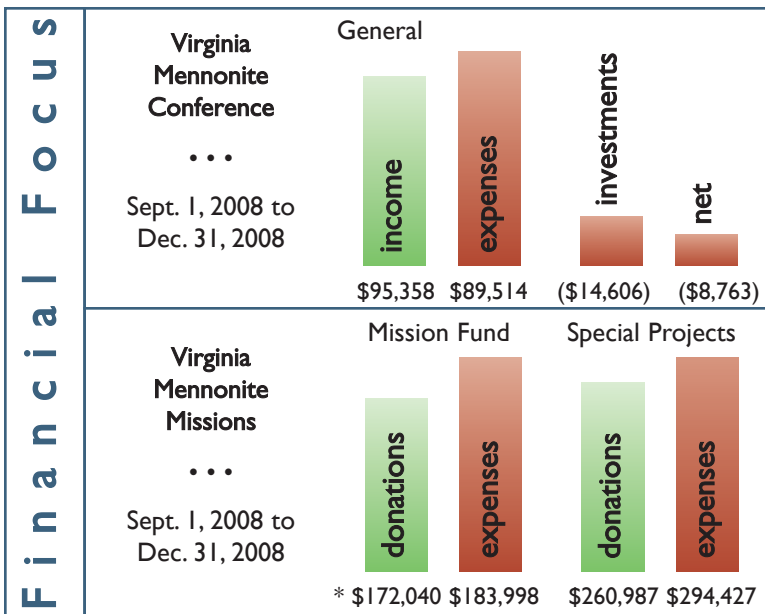 Financial Focus
Virginia
Mennonite
Conference
• • •
Sept. 1, 2008 to
Dec. 31, 2008
General
income
expenses
investments
net
$95,358 $89,514 ($14,606) ($8,763)
Virginia
Mennonite
Missions
• • •
Sept. 1, 2008 to
Dec. 31, 2008
Mission Fund
Special Projects
donations
expenses
donations
expenses
* $172,040 $183,998 $260,987 $294,427